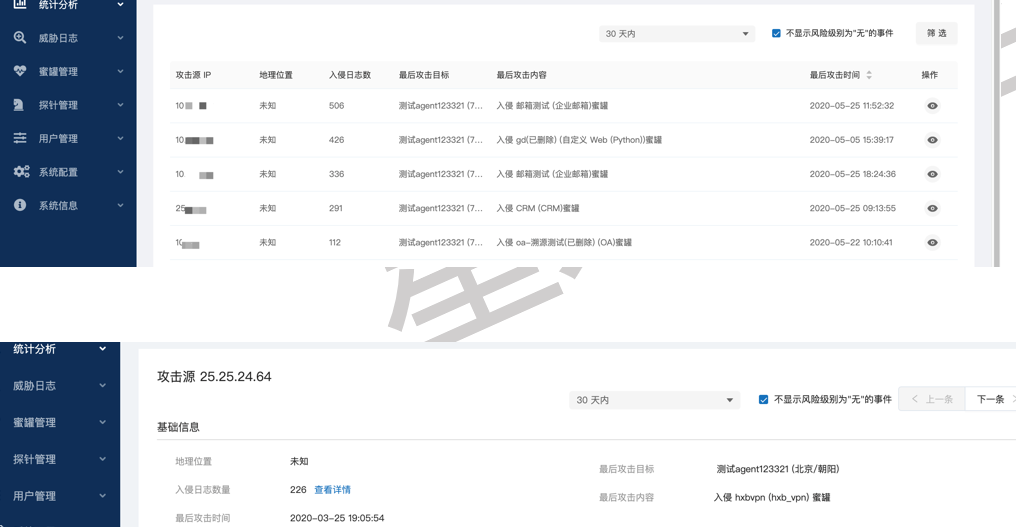 统计分析
威胁日志
蜜罐管理
探针管理
用户管理
系统配置
系统信息
30 天内 不显示风险级别为"无"的事件 筛 选
攻击源 IP 地理位置 入侵日志数 最后攻击目标 最后攻击内容 最后攻击时间 操作
10 未知 506 测试agent123321 (7... 入侵 邮箱测试 (企业邮箱)蜜罐 2020-05-25 11:52:32
10. 未知 426 测试agent123321 (7... 入侵 gd(已删除) (自定义 Web (Python))蜜罐 2020-05-05 15:39:17
10 未知 336 测试agent123321 (7... 入侵 邮箱测试 (企业邮箱)蜜罐 2020-05-25 18:24:36
25 未知 291 测试agent123321 (7... 入侵 CRM (CRM)蜜罐 2020-05-25 09:13:55
未知 112 测试agent123321 (7... 入侵 oa-溯源测试(已删除) (OA)蜜罐 2020-05-22 10:10:41
统计分析
威胁日志
蜜罐管理
探针管理
用户管理
攻击源 25.25.24.64
30 天内 不显示风险级别为"无"的事件 上一条 下一条
基础信息
地理位置 未知
最后攻击目标 测试agent123321 (北京/朝阳)
入侵日志数量 226 查看详情
最后攻击内容 入侵 hxbvpn (hxb_vpn) 蜜罐
最后攻击时间 2020-03-25 19:05:54